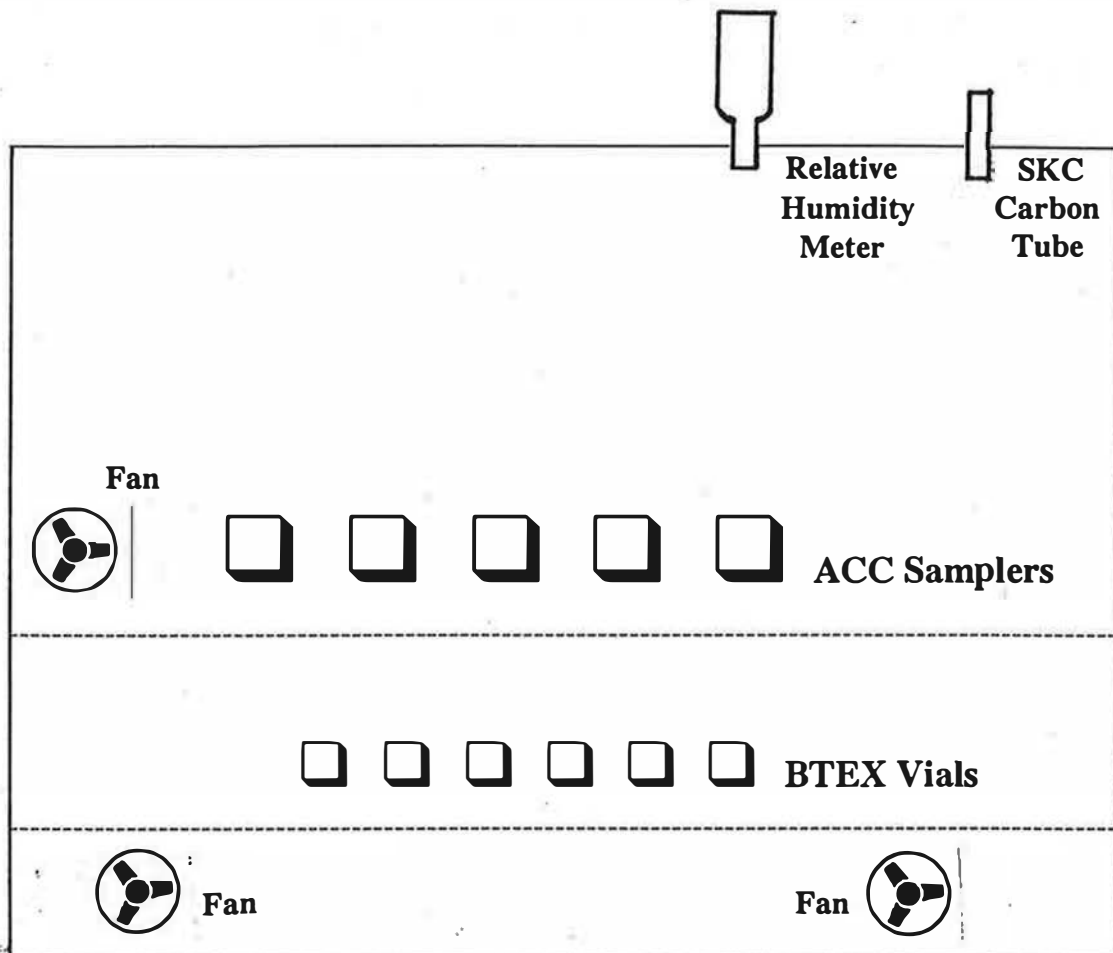 Relative
Humidity
Meter
SKC
Carbon
Tube
Fan
ACC Samplers
BTEX Vials
Fan
Fan